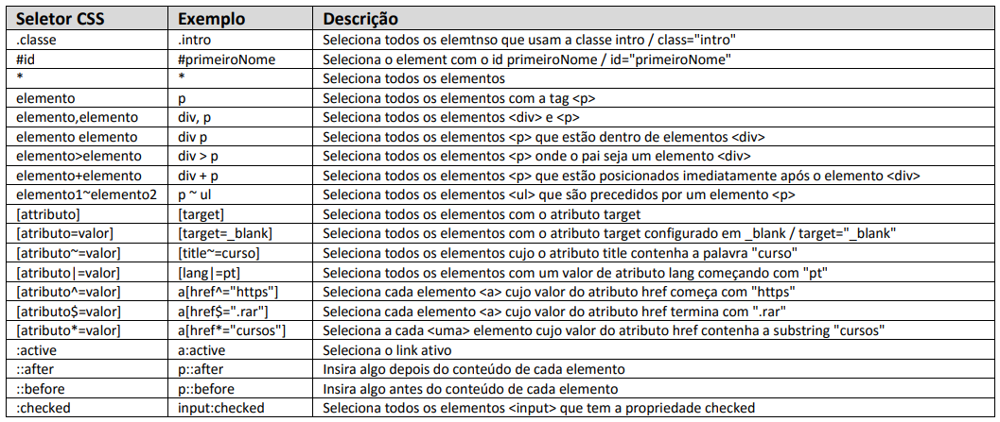 Seletor CSS Exemplo Descrição
.classe .intro Seleciona todos os elemtnso que usam a classe intro / class="intro"
#id #primeiroNome Seleciona o element com o id primeiroNome / id="primeiroNome"
* * Seleciona todos os elementos
elemento p Seleciona todos os elementos com a tag <p>
elemento,elemento div, p Seleciona todos os elementos <div> e <p>
elemento elemento div p Seleciona todos os elementos <p> que estão dentro de elementos <div>
elemento>elemento div > p Seleciona todos os elementos <p> onde o pai seja um elemento <div>
elemento+elemento div + p Seleciona todos os elementos <p> que estão posicionados imediatamente após o elemento <div>
elemento1~elemento2 p ~ ul Seleciona todos os elementos <ul> que são precedidos por um elemento <p>
[attributo] [target] Seleciona todos os elementos com o atributo target
[atributo=valor] [target=_blank] Seleciona todos os elementos com o atributo target configurado em _blank / target="_blank"
[atributo~=valor] [title~=curso] Seleciona todos os elementos cujo o atributo title contenha a palavra "curso"
[atributo|=valor] [lang|=pt] Seleciona todos os elementos com um valor de atributo lang começando com "pt"
[atributo^=valor] a[href^="https"] Seleciona cada elemento <a> cujo valor do atributo href começa com "https"
[atributo$=valor] a[href$=".rar"] Seleciona cada elemento <a> cujo valor do atributo href termina com ".rar"
[atributo*=valor] a[href*="cursos"] Seleciona a cada <uma> elemento cujo valor do atributo href contenha a substring "cursos"
:active a:active Seleciona o link ativo
::after p::after Insira algo depois do conteúdo de cada elemento
::before p::before Insira algo antes do conteúdo de cada elemento
:checked input:checked Seleciona todos os elementos <input> que tem a propriedade checked